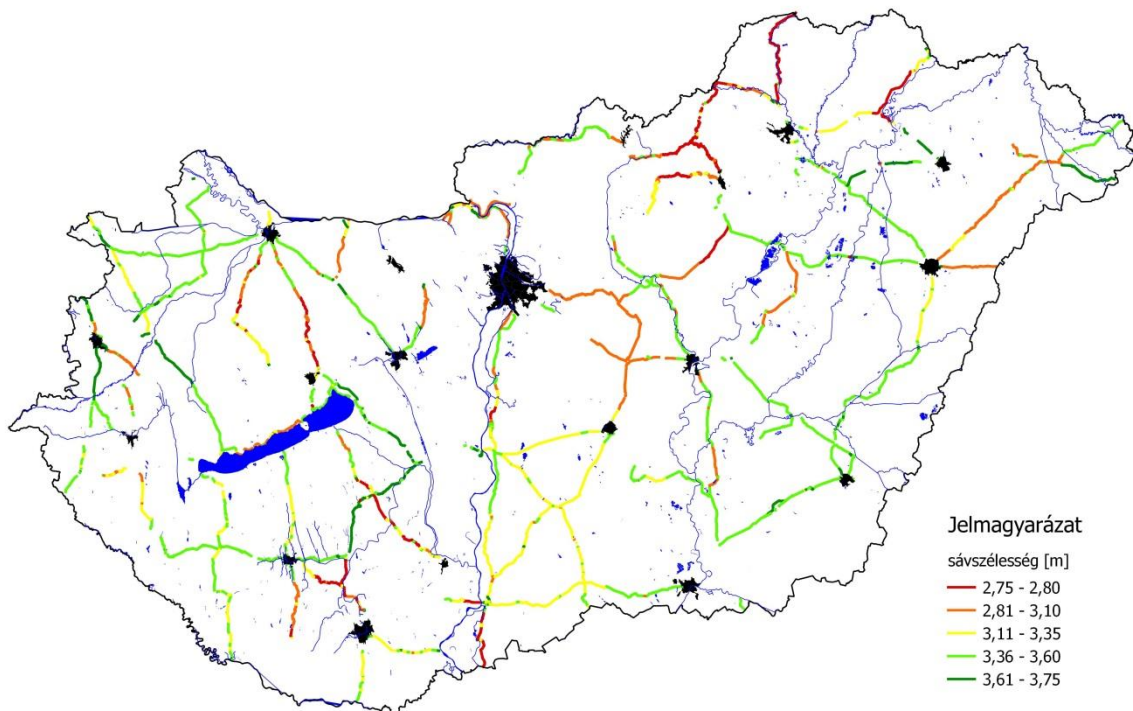 Jelmagyarázat
sávszélesség [m]
2,75 - 2,80
2,81 - 3,10
3,11 - 3,35
3,36 - 3,60
3,61 - 3,75